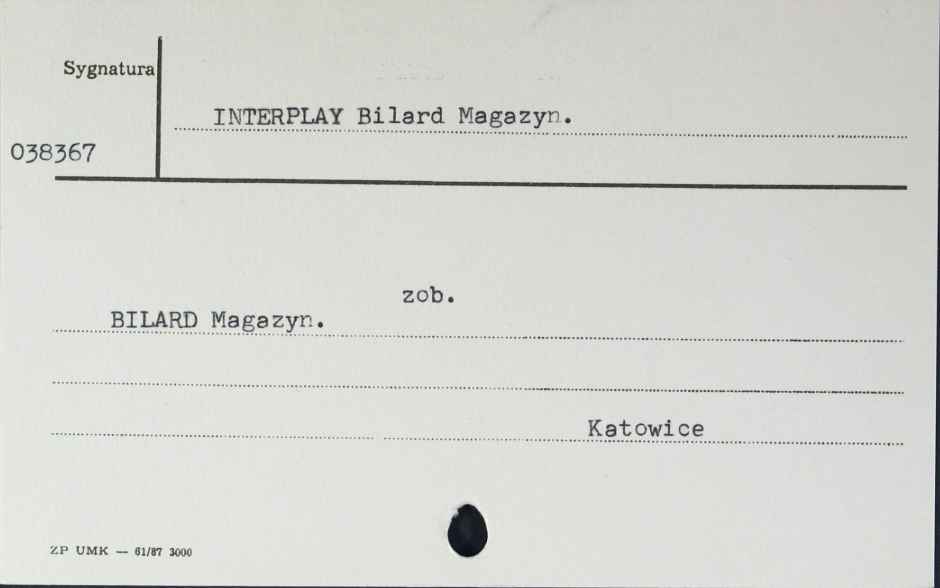 Sygnatura
INTERPLAY Bilard Magazyn.
038367
zob.
BILARD Magazyn.
Katowice
ZP UMK — 61/87 3000